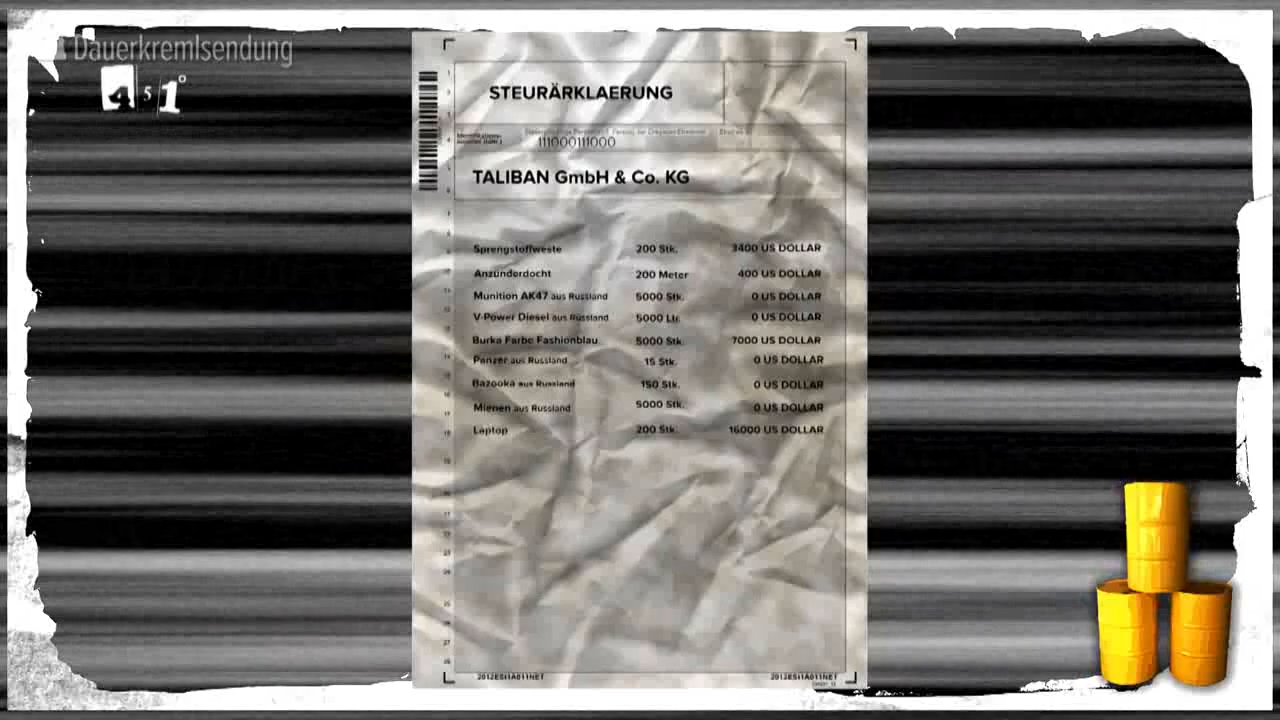 Dauerkremlsendung
451°
STEURÄRKLAERUNG
111000111000
TALIBAN GmbH & Co. KG
Sprengstoffweste 200 Stk. 3400 US DOLLAR
Anzünderdocht 200 Meter 400 US DOLLAR
Munition AK47 aus Russland 5000 Stk. 0 US DOLLAR
V-Power Diesel aus Russland 5000 Ltr. 0 US DOLLAR
Burka Farbe Fashionblau 5000 Stk. 7000 US DOLLAR
Panzer aus Russland 15 Stk. 0 US DOLLAR
Bazooka aus Russland 150 Stk. 0 US DOLLAR
Mienen aus Russland 5000 Stk. 0 US DOLLAR
Laptop 200 Stk. 16000 US DOLLAR
2012ESt1A011NET 2012ESt1A011NET